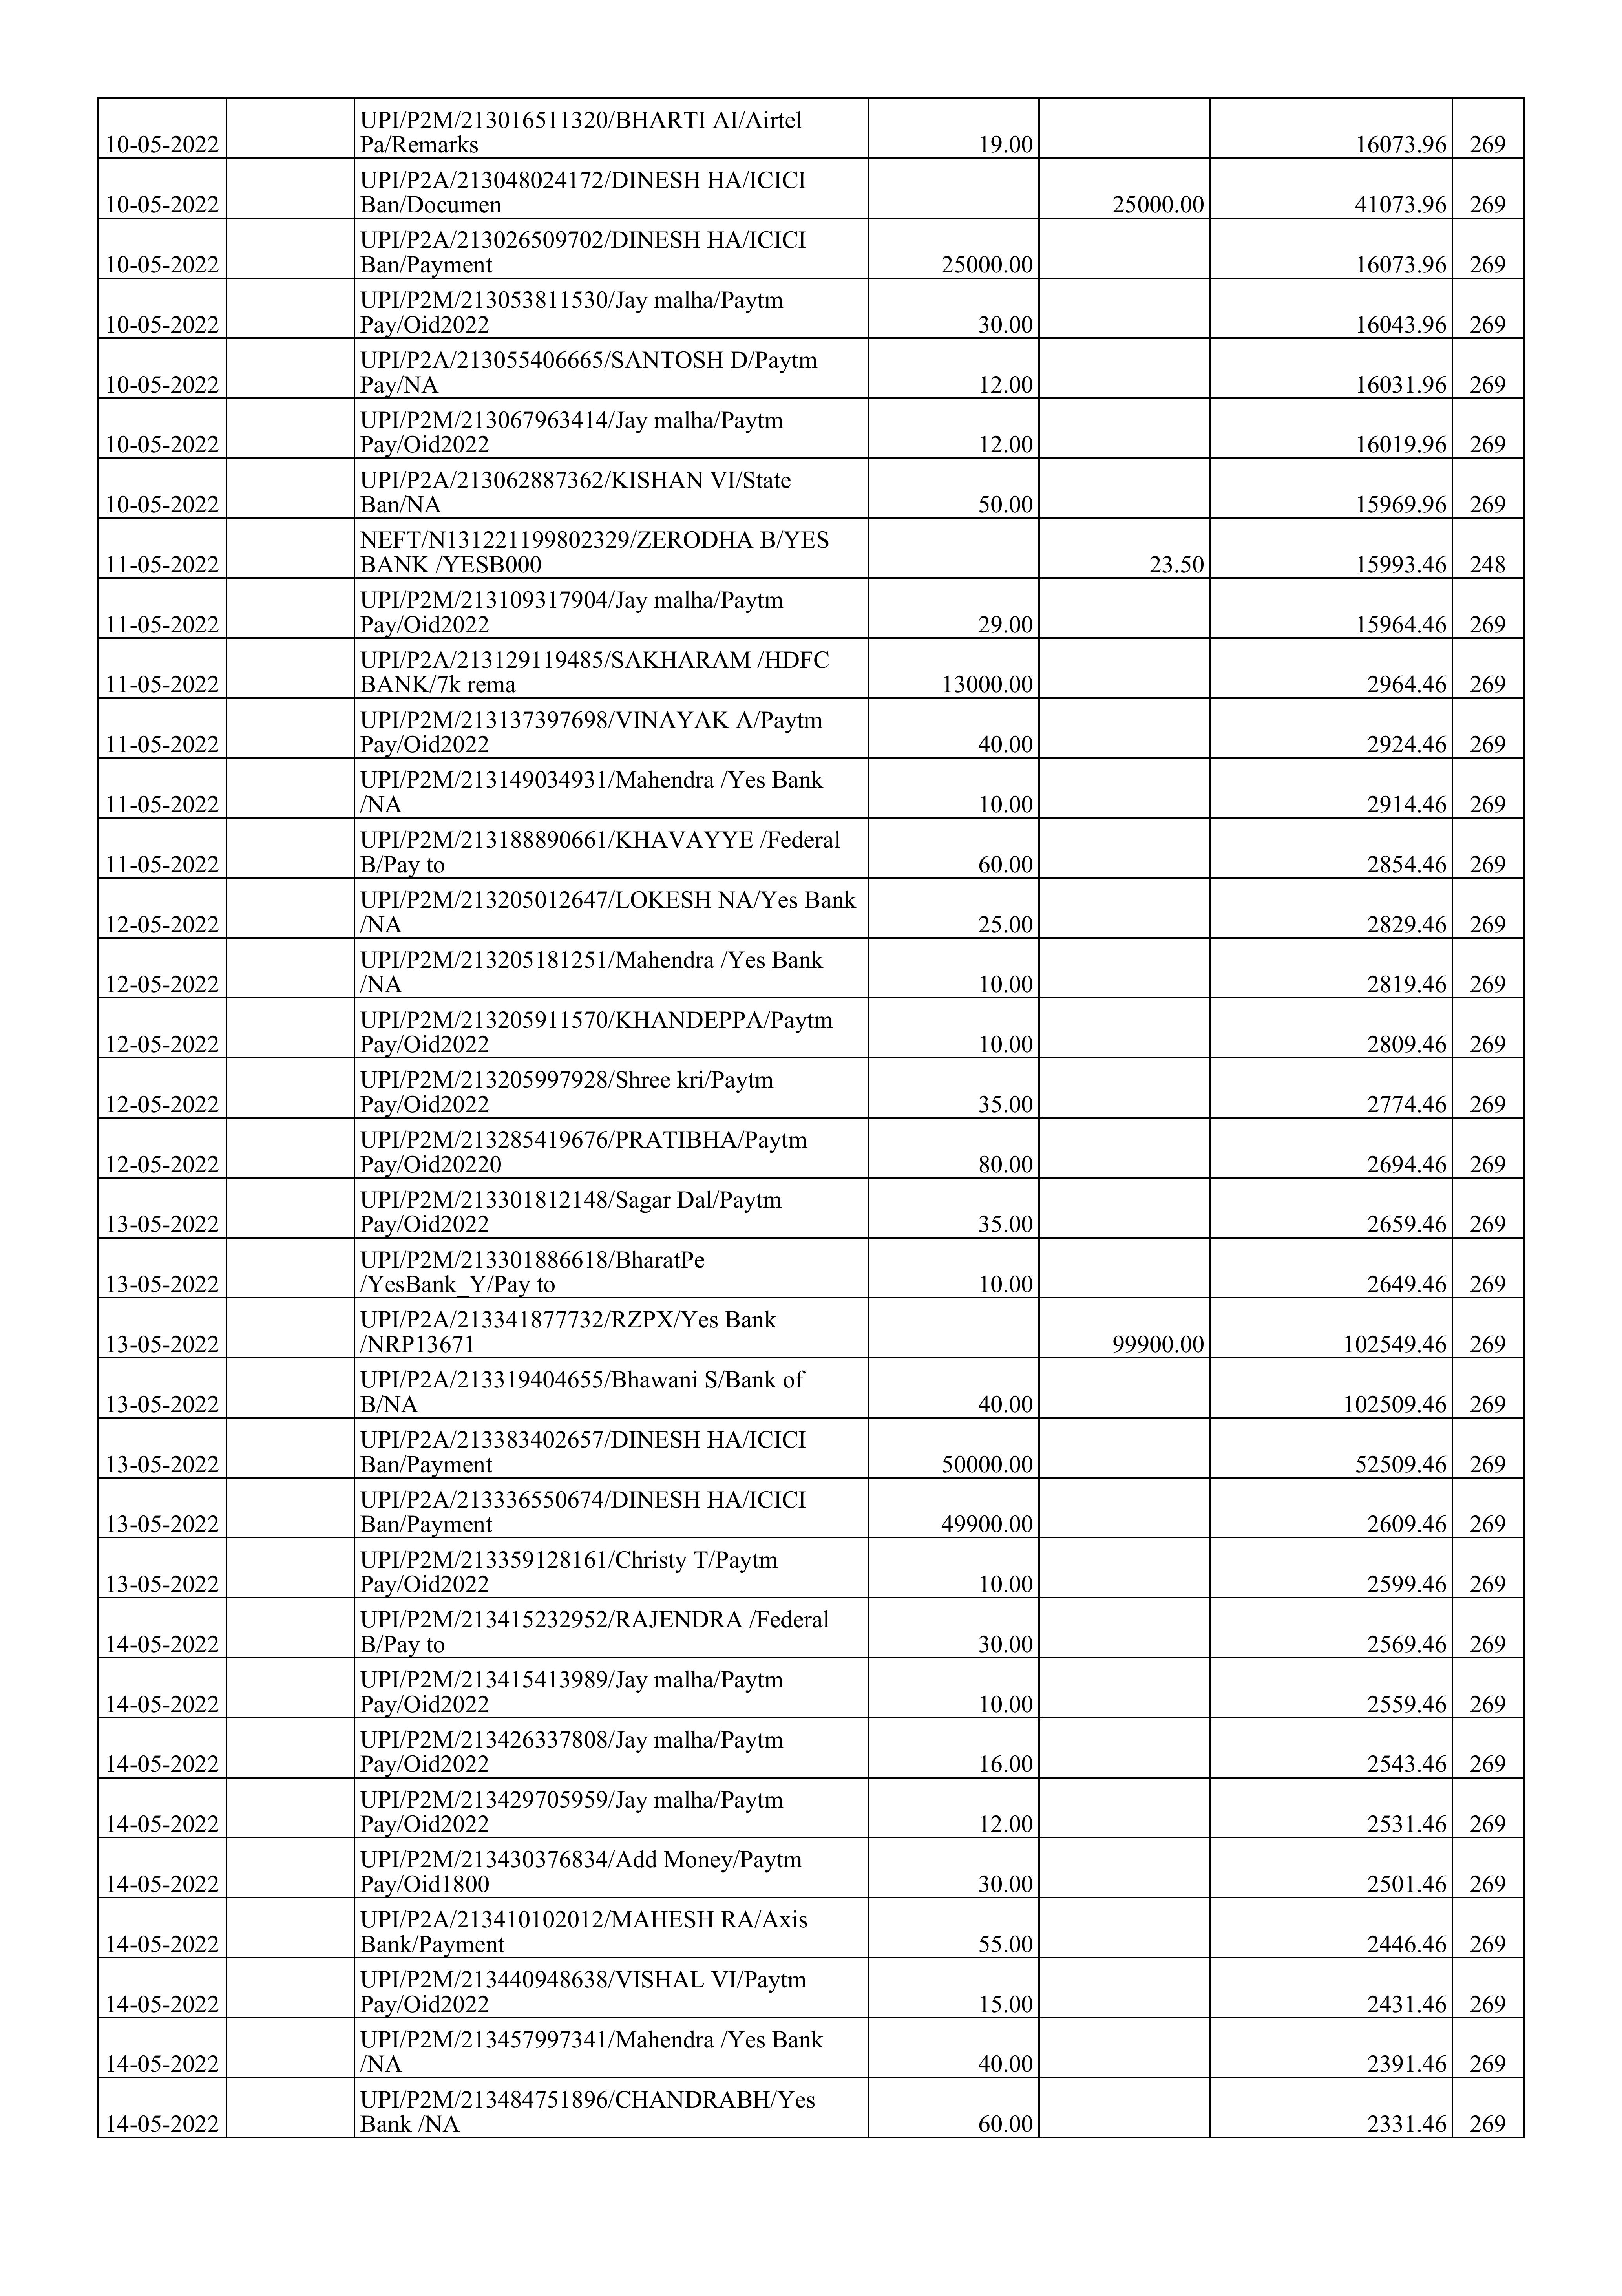 UPI/P2M/213016511320/BHARTI AI/Airtel
10-05-2022 Pa/Remarks 19.00 16073.96 269
UPI/P2A/213048024172/DINESH HA/ICICI
10-05-2022 Ban/Documen 25000.00 41073.96 269
UPI/P2A/213026509702/DINESH HA/ICICI
10-05-2022 Ban/Payment 25000.00 16073.96 269
UPI/P2M/213053811530/Jay malha/Paytm
10-05-2022 Pay/Oid2022 30.00 16043.96 269
UPI/P2A/213055406665/SANTOSH D/Paytm
10-05-2022 Pay/NA 12.00 16031.96 269
UPI/P2M/213067963414/Jay malha/Paytm
10-05-2022 Pay/Oid2022 12.00 16019.96 269
UPI/P2A/213062887362/KISHAN VI/State
10-05-2022 Ban/NA 50.00 15969.96 269
NEFT/N131221199802329/ZERODHA B/YES
11-05-2022 BANK /YESB000 23.50 15993.46 248
UPI/P2M/213109317904/Jay malha/Paytm
11-05-2022 Pay/Oid2022 29.00 15964.46 269
UPI/P2A/213129119485/SAKHARAM /HDFC
11-05-2022 BANK/7k rema 13000.00 2964.46 269
UPI/P2M/213137397698/VINAYAK A/Paytm
11-05-2022 Pay/Oid2022 40.00 2924.46 269
UPI/P2M/213149034931/Mahendra /Yes Bank
11-05-2022 /NA 10.00 2914.46 269
UPI/P2M/213188890661/KHAVAYYE /Federal
11-05-2022 B/Pay to 60.00 2854.46 269
UPI/P2M/213205012647/LOKESH NA/Yes Bank
12-05-2022 /NA 25.00 2829.46 269
UPI/P2M/213205181251/Mahendra /Yes Bank
12-05-2022 /NA 10.00 2819.46 269
UPI/P2M/213205911570/KHANDEPPA/Paytm
12-05-2022 Pay/Oid2022 10.00 2809.46 269
UPI/P2M/213205997928/Shree kri/Paytm
12-05-2022 Pay/Oid2022 35.00 2774.46 269
UPI/P2M/213285419676/PRATIBHA/Paytm
12-05-2022 Pay/Oid20220 80.00 2694.46 269
UPI/P2M/213301812148/Sagar Dal/Paytm
13-05-2022 Pay/Oid2022 35.00 2659.46 269
UPI/P2M/213301886618/BharatPe
13-05-2022 /YesBank_Y/Pay to 10.00 2649.46 269
UPI/P2A/213341877732/RZPX/Yes Bank
13-05-2022 /NRP13671 99900.00 102549.46 269
UPI/P2A/213319404655/Bhawani S/Bank of
13-05-2022 B/NA 40.00 102509.46 269
UPI/P2A/213383402657/DINESH HA/ICICI
13-05-2022 Ban/Payment 50000.00 52509.46 269
UPI/P2A/213336550674/DINESH HA/ICICI
13-05-2022 Ban/Payment 49900.00 2609.46 269
UPI/P2M/213359128161/Christy T/Paytm
13-05-2022 Pay/Oid2022 10.00 2599.46 269
UPI/P2M/213415232952/RAJENDRA /Federal
14-05-2022 B/Pay to 30.00 2569.46 269
UPI/P2M/213415413989/Jay malha/Paytm
14-05-2022 Pay/Oid2022 10.00 2559.46 269
UPI/P2M/213426337808/Jay malha/Paytm
14-05-2022 Pay/Oid2022 16.00 2543.46 269
UPI/P2M/213429705959/Jay malha/Paytm
14-05-2022 Pay/Oid2022 12.00 2531.46 269
UPI/P2M/213430376834/Add Money/Paytm
14-05-2022 Pay/Oid1800 30.00 2501.46 269
UPI/P2A/213410102012/MAHESH RA/Axis
14-05-2022 Bank/Payment 55.00 2446.46 269
UPI/P2M/213440948638/VISHAL VI/Paytm
14-05-2022 Pay/Oid2022 15.00 2431.46 269
UPI/P2M/213457997341/Mahendra /Yes Bank
14-05-2022 /NA 40.00 2391.46 269
UPI/P2M/213484751896/CHANDRABH/Yes
14-05-2022 Bank /NA 60.00 2331.46 269